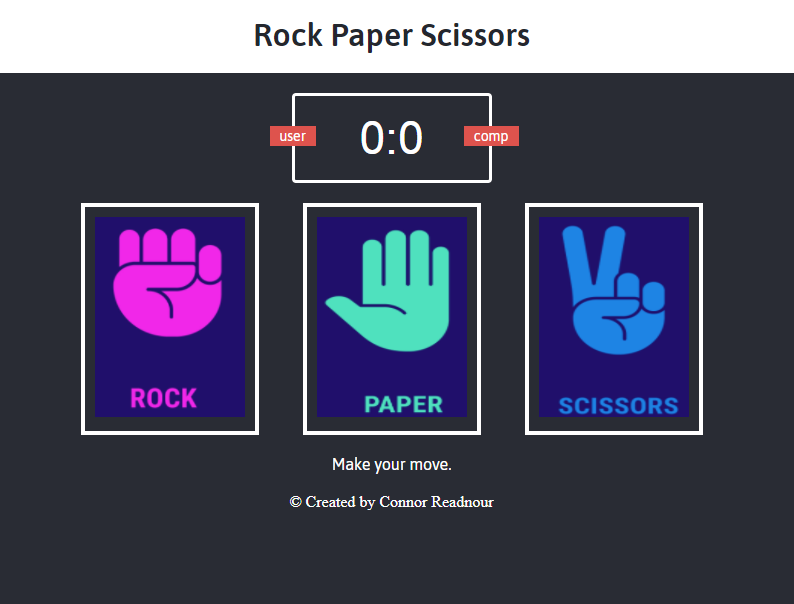 Rock Paper Scissors
user 0:0 comp
ROCK
PAPER
SCISSORS
Make your move.
© Created by Connor Readnour